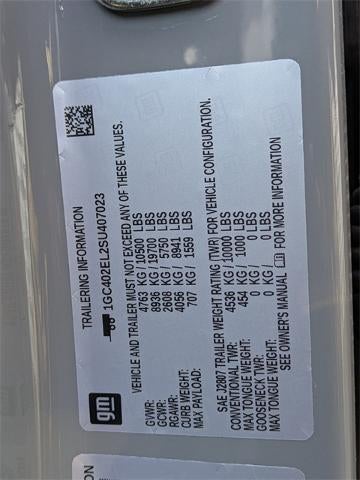 gm
TRAILERING INFORMATION
1GC402EL2SU407023
VEHICLE AND TRAILER MUST NOT EXCEED ANY OF THESE VALUES.
GVWR: 4763 KG / 10500 LBS
GCWR: 8936 KG / 19700 LBS
RGAWR: 2608 KG / 5750 LBS
CURB WEIGHT: 4056 KG / 8941 LBS
MAX PAYLOAD: 707 KG / 1559 LBS
SAE J2807 TRAILER WEIGHT RATING (TWR) FOR VEHICLE CONFIGURATION.
CONVENTIONAL TWR: 4536 KG / 10000 LBS
MAX TONGUE WEIGHT: 454 KG / 1000 LBS
GOOSENECK TWR: 0 KG / 0 LBS
MAX TONGUE WEIGHT: 0 KG / 0 LBS
SEE OWNER'S MANUAL FOR MORE INFORMATION